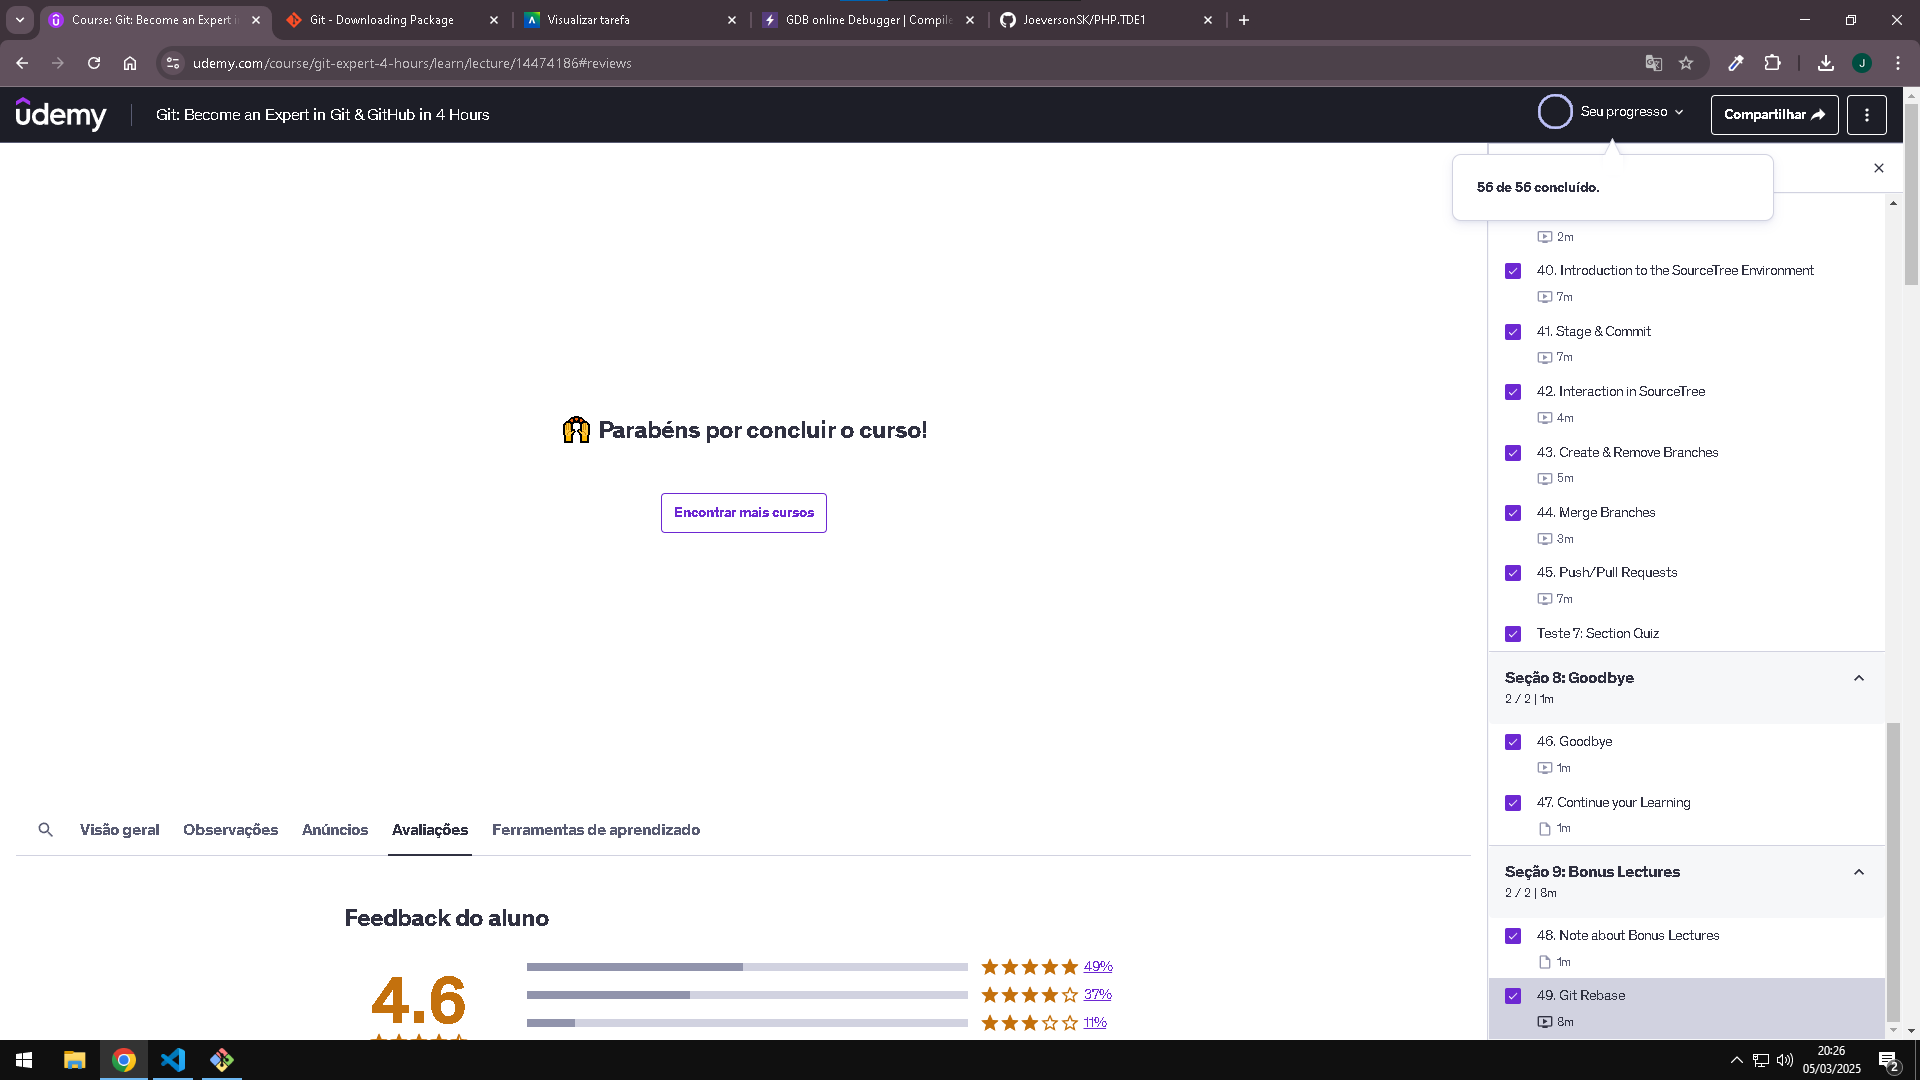 Course: Git: Become an Expert i
Git - Downloading Package
Visualizar tarefa
GDB online Debugger | Compile
JoeversonSK/PHP.TDE1
udemy.com/course/git-expert-4-hours/learn/lecture/14474186#reviews
J
udemy
Git: Become an Expert in Git & GitHub in 4 Hours
Seu progresso
Compartilhar
56 de 56 concluído.
2m
40. Introduction to the SourceTree Environment
7m
41. Stage & Commit
7m
42. Interaction in SourceTree
4m
43. Create & Remove Branches
5m
44. Merge Branches
3m
45. Push/Pull Requests
7m
Teste 7: Section Quiz
Seção 8: Goodbye
2 / 2 | 1m
46. Goodbye
1m
47. Continue your Learning
1m
Seção 9: Bonus Lectures
2 / 2 | 8m
48. Note about Bonus Lectures
1m
49. Git Rebase
8m
Parabéns por concluir o curso!
Encontrar mais cursos
Visão geral
Observações
Anúncios
Avaliações
Ferramentas de aprendizado
Feedback do aluno
4.6
49%
37%
11%
20:26
05/03/2025
2